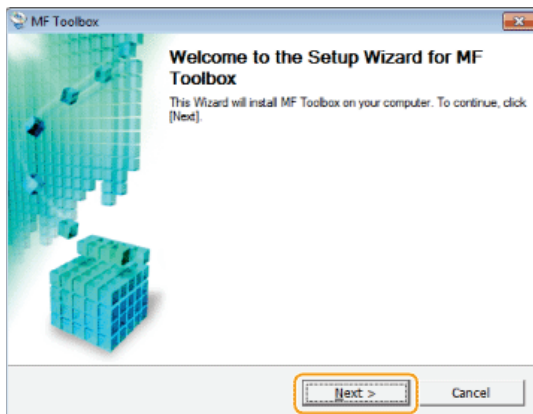 MF Toolbox
Welcome to the Setup Wizard for MF
Toolbox
This Wizard will install MF Toolbox on your computer. To continue, click
[Next].
Next >
Cancel